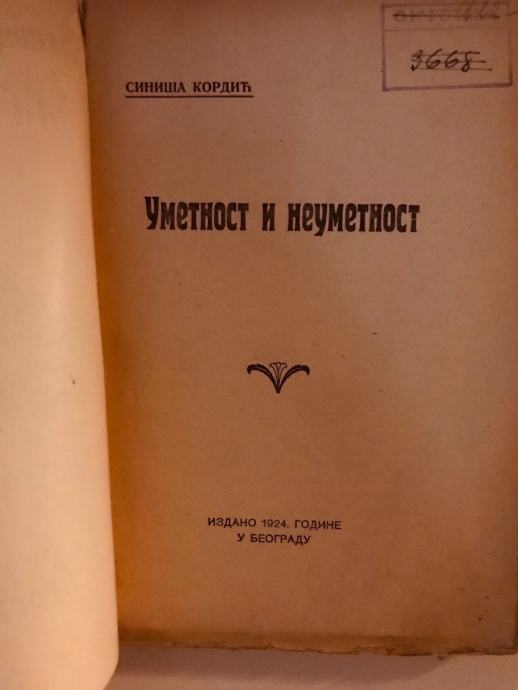 3668
СИНИША КОРДИЋ
Уметност и неуметност
ИЗДАНО 1924. ГОДИНЕ
У БЕОГРАДУ